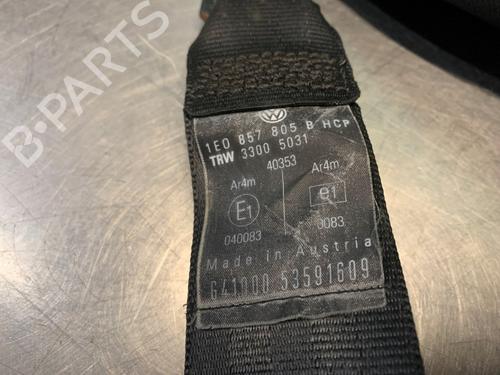 B-Parts
1E0 857 805 B HCP
TRW 3300 5031
40353
Ar4m Ar4m
E1 e1
040083 0083
Made in Austria
641000 53591609